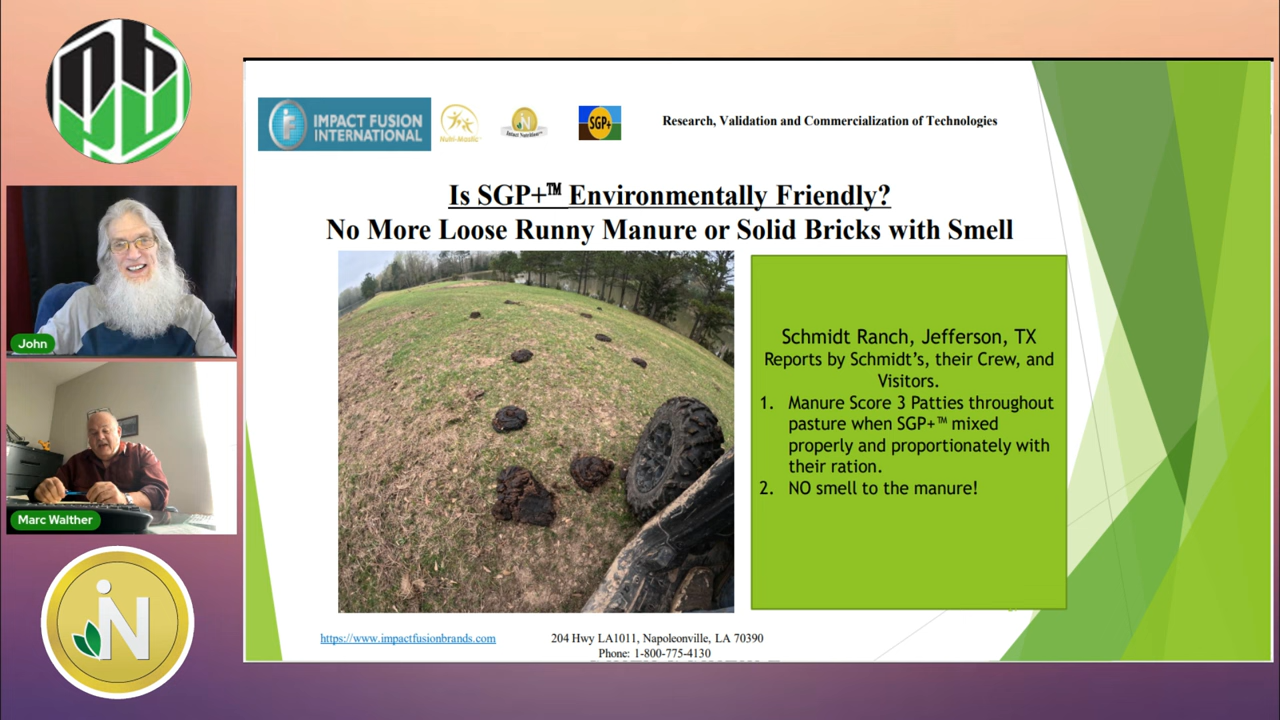 IMPACT FUSION
INTERNATIONAL
Nutri-Mastic™
Intact Nutrition™
SGP+
Research, Validation and Commercialization of Technologies
Is SGP+™ Environmentally Friendly?
No More Loose Runny Manure or Solid Bricks with Smell
Schmidt Ranch, Jefferson, TX
Reports by Schmidt’s, their Crew, and
Visitors.
1. Manure Score 3 Patties throughout
pasture when SGP+™ mixed
properly and proportionately with
their ration.
2. NO smell to the manure!
John
Marc Walther
iN
https://www.impactfusionbrands.com
204 Hwy LA1011, Napoleonville, LA 70390
Phone: 1-800-775-4130